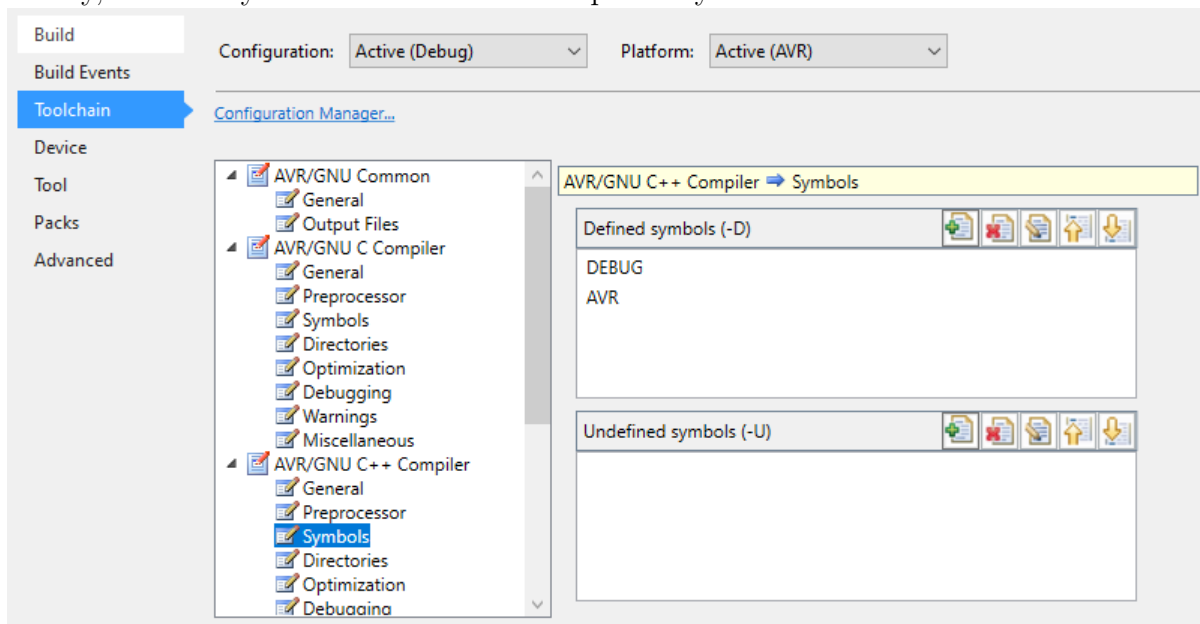 Build
Build Events
Toolchain
Device
Tool
Packs
Advanced
Configuration: Active (Debug) Platform: Active (AVR)
Configuration Manager...
AVR/GNU Common
General
Output Files
AVR/GNU C Compiler
General
Preprocessor
Symbols
Directories
Optimization
Debugging
Warnings
Miscellaneous
AVR/GNU C++ Compiler
General
Preprocessor
Symbols
Directories
Optimization
Debugging
AVR/GNU C++ Compiler ➡ Symbols
Defined symbols (-D)
DEBUG
AVR
Undefined symbols (-U)